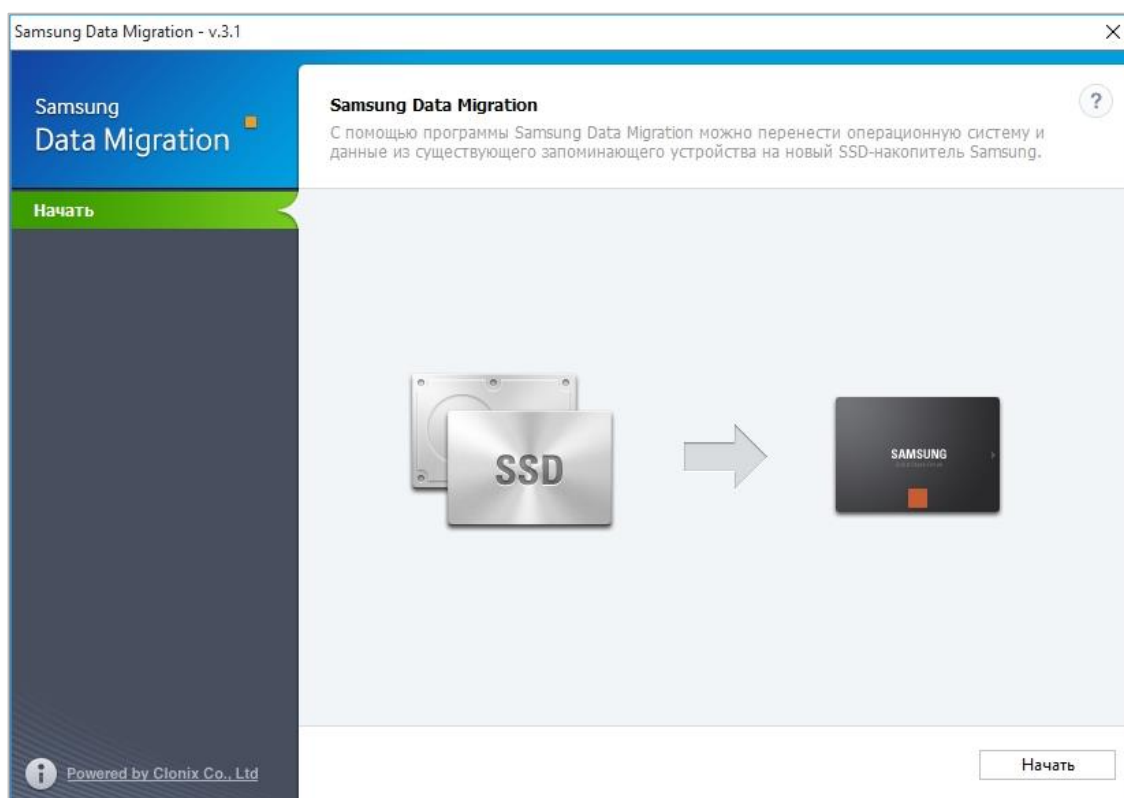 Samsung Data Migration - v.3.1
Samsung
Data Migration
Начать
Samsung Data Migration
С помощью программы Samsung Data Migration можно перенести операционную систему и
данные из существующего запоминающего устройства на новый SSD-накопитель Samsung.
?
SSD
SAMSUNG
Powered by Clonix Co., Ltd
Начать